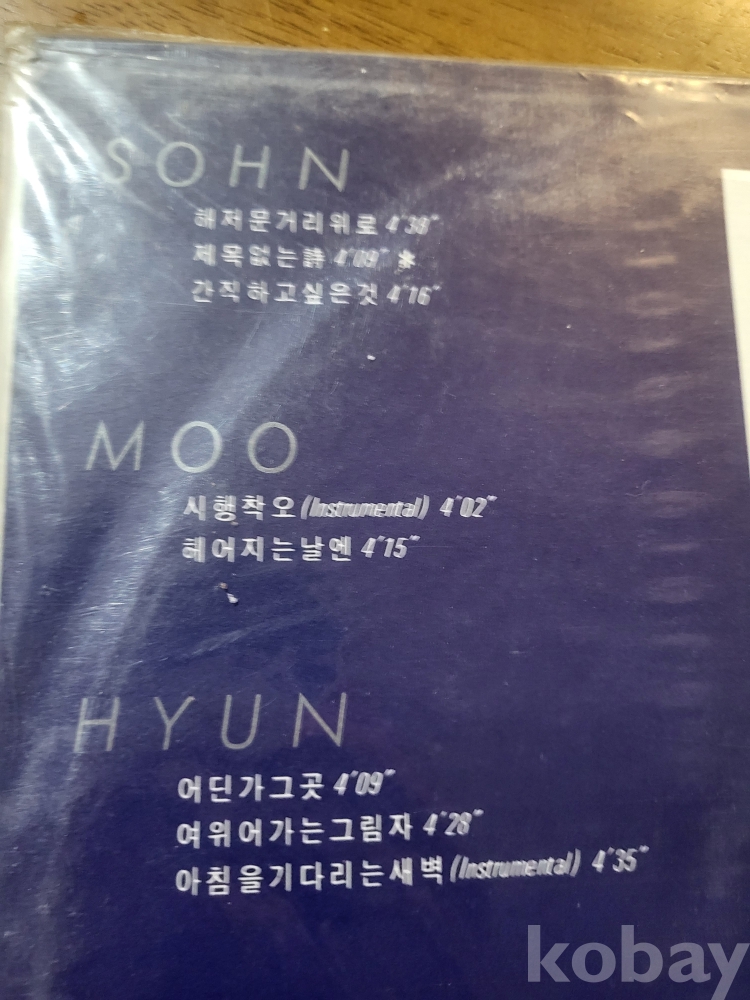 SOHN
해저문거리위로 4'38"
제목없는詩 4'09" *
간직하고싶은것 4'16"
MOO
시행착오(Instrumental) 4'02"
헤어지는날엔 4'15"
HYUN
어딘가그곳 4'09"
여위어가는그림자 4'28"
아침을기다리는새벽(Instrumental) 4'35"
kobay